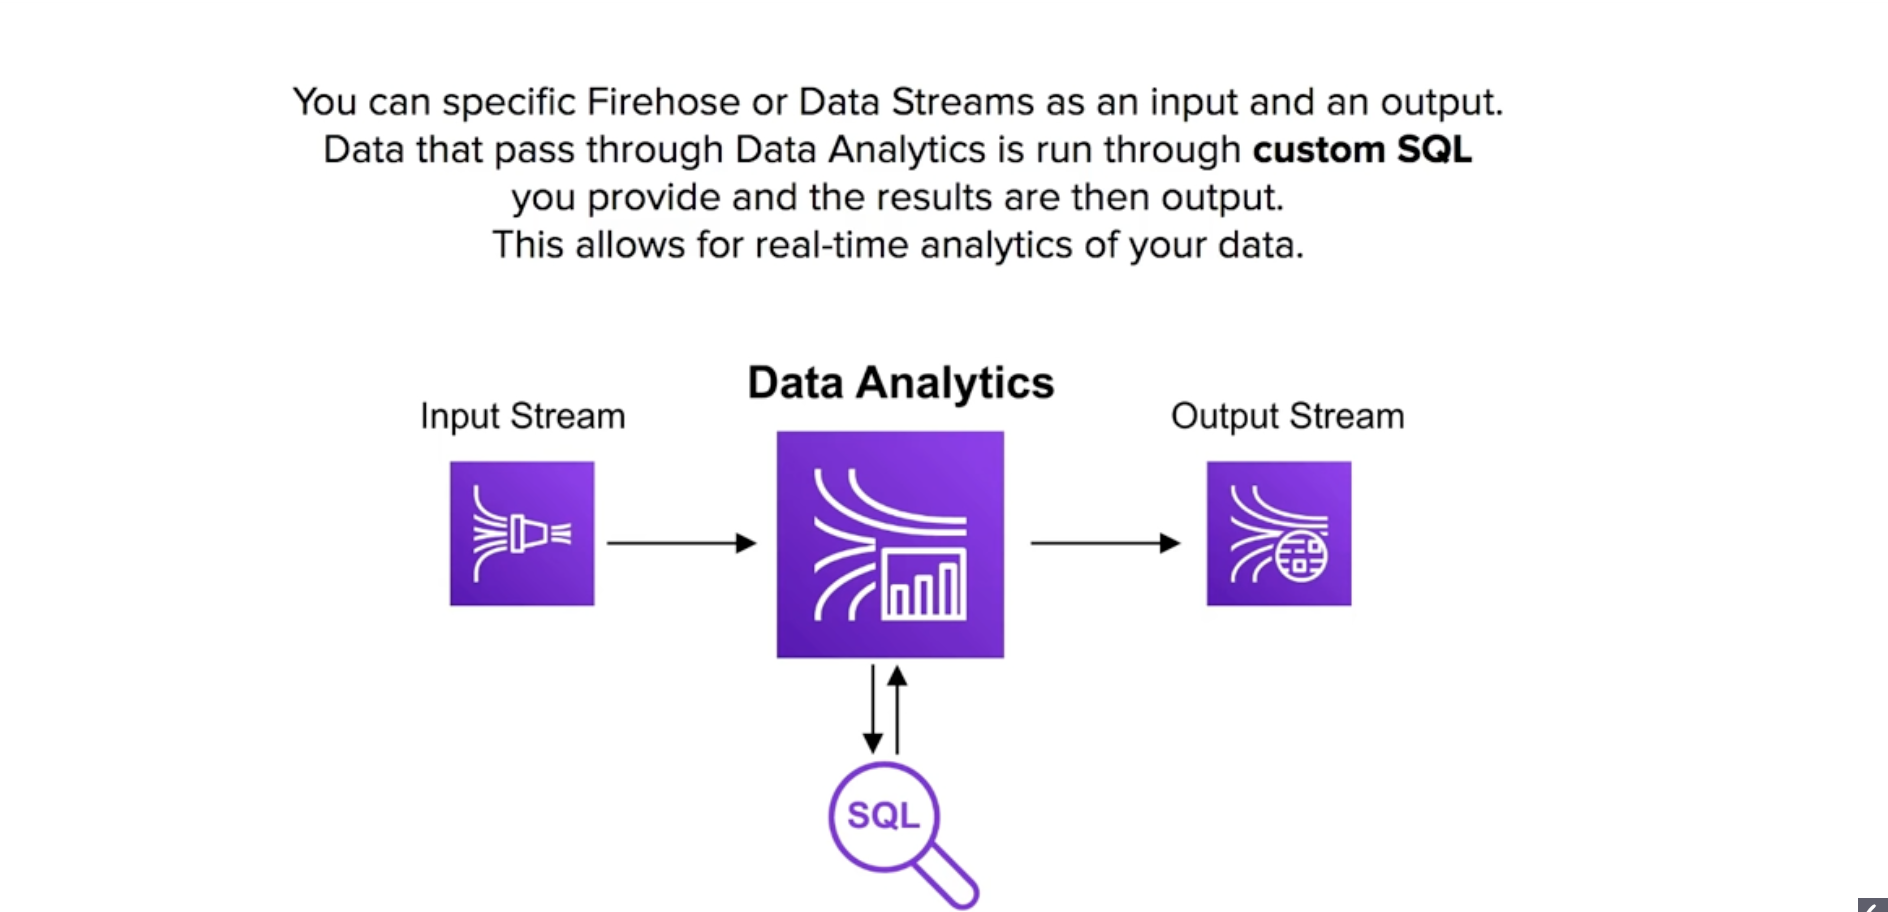 You can specific Firehose or Data Streams as an input and an output.
Data that pass through Data Analytics is run through custom SQL
you provide and the results are then output.
This allows for real-time analytics of your data.
Data Analytics
Input Stream
Output Stream
SQL